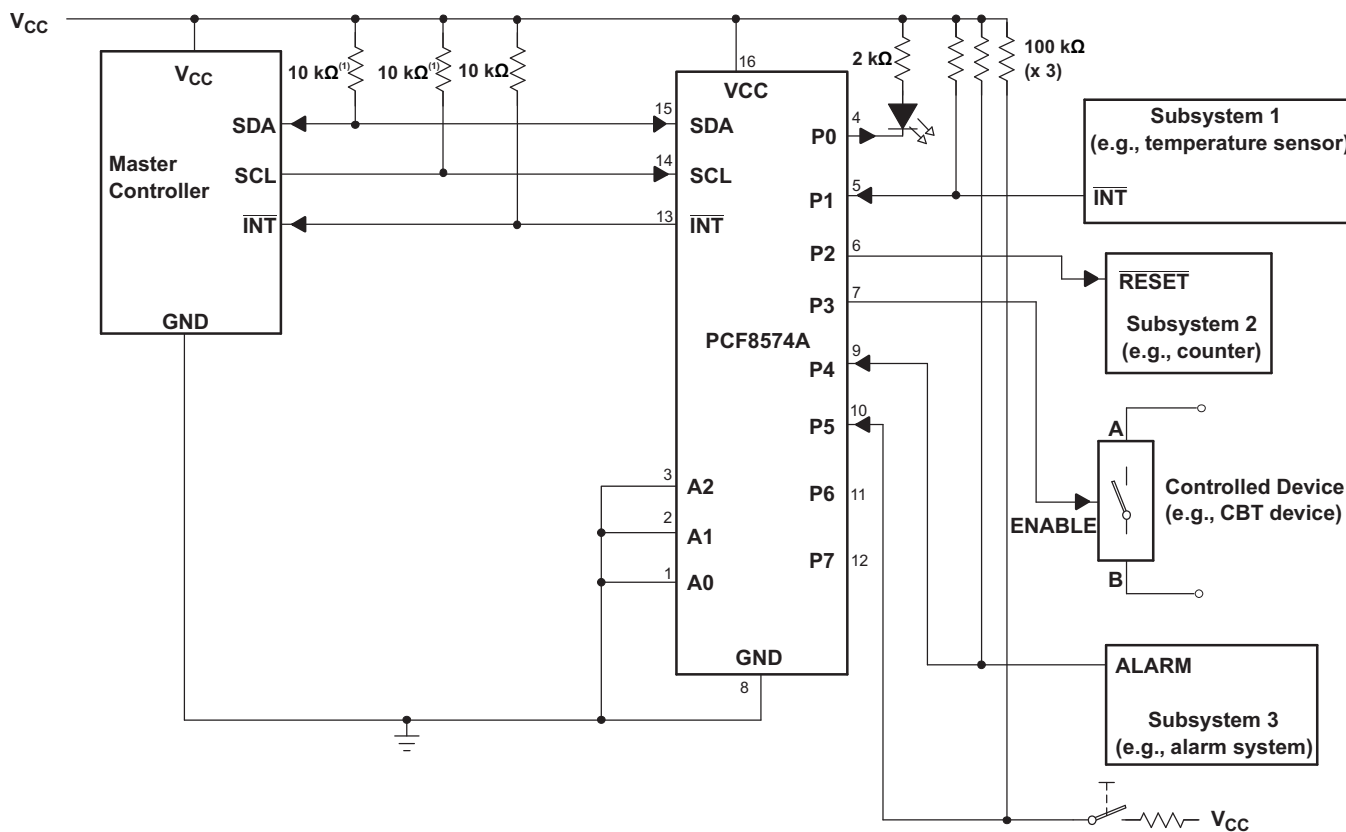 V_CC
V_CC
SDA
Master
Controller
SCL
INT
GND
10 kΩ(1)
10 kΩ(1)
10 kΩ
15
14
13
16
VCC
SDA
SCL
INT
PCF8574A
3
A2
2
A1
1
A0
GND
8
P0
4
P1
5
P2
6
P3
7
P4
9
P5
10
P6
11
P7
12
2 kΩ
100 kΩ
(x 3)
Subsystem 1
(e.g., temperature sensor)
INT
RESET
Subsystem 2
(e.g., counter)
A
ENABLE
B
Controlled Device
(e.g., CBT device)
ALARM
Subsystem 3
(e.g., alarm system)
V_CC